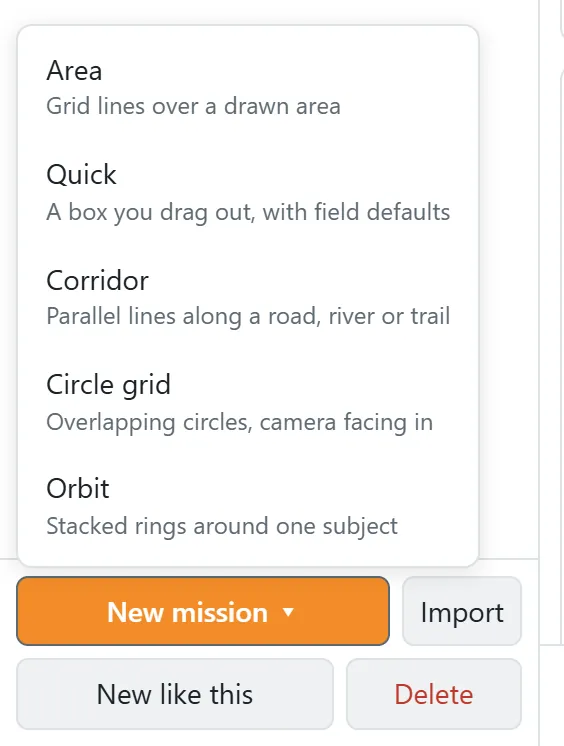 Area
Grid lines over a drawn area
Quick
A box you drag out, with field defaults
Corridor
Parallel lines along a road, river or trail
Circle grid
Overlapping circles, camera facing in
Orbit
Stacked rings around one subject
New mission ▼
Import
New like this
Delete